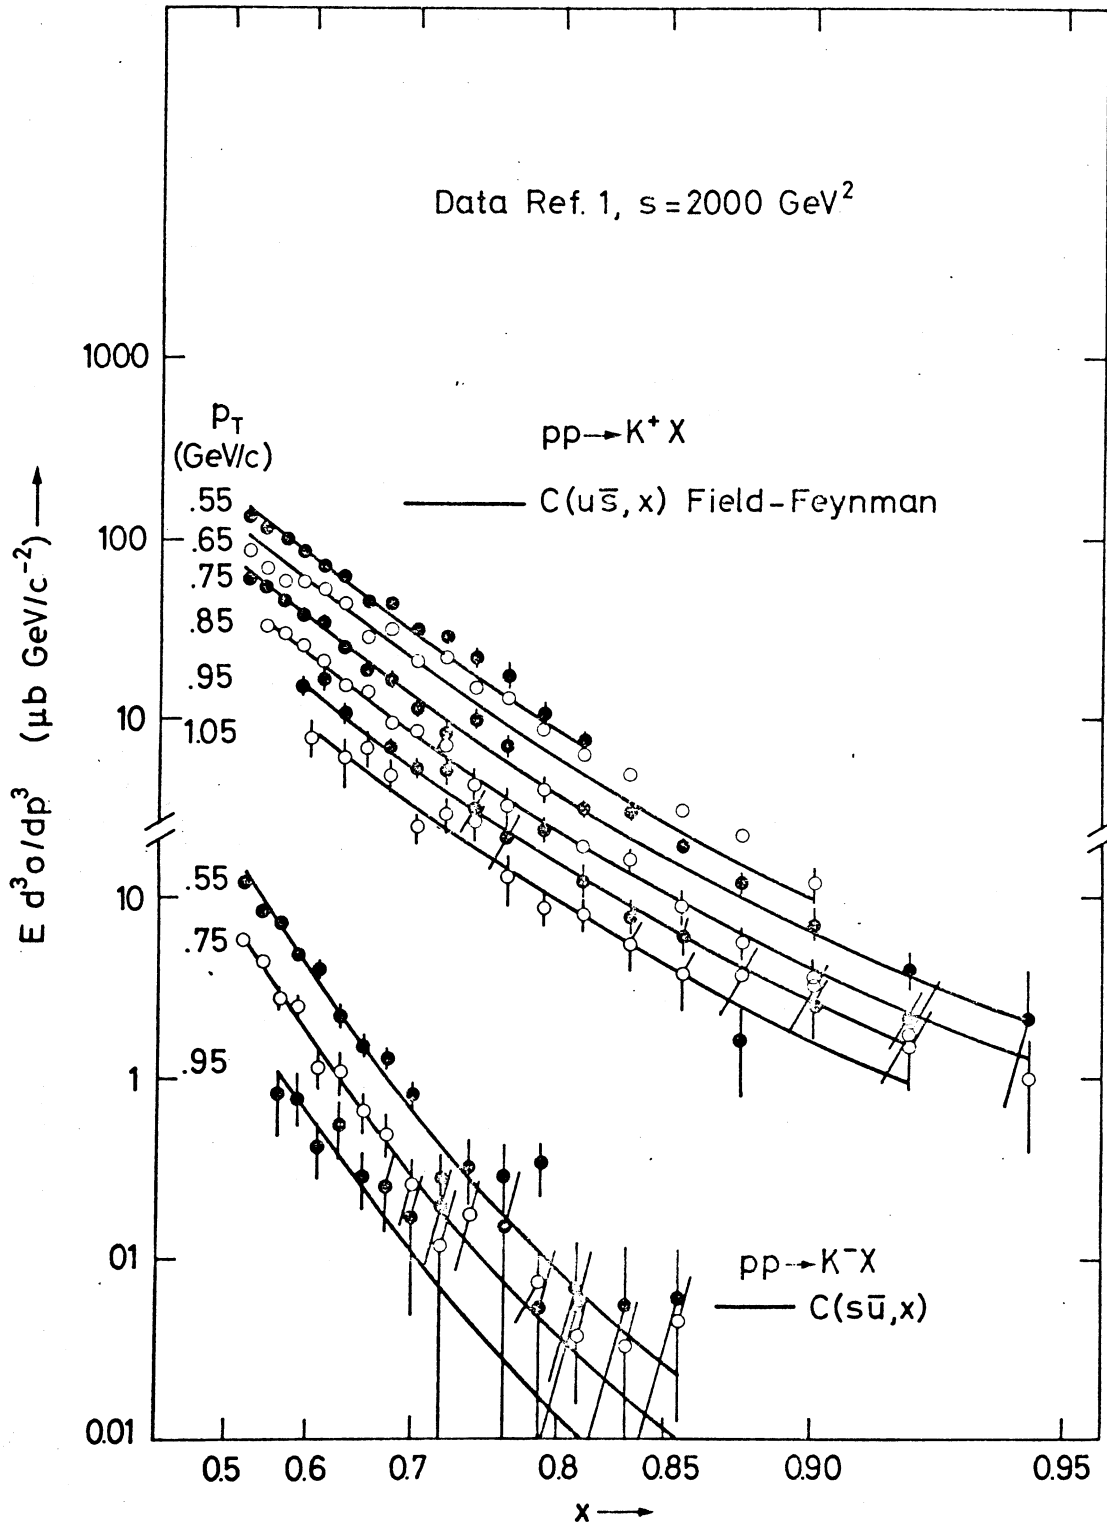 Data Ref. 1, s=2000 GeV²
1000
p_T
(GeV/c)
pp→K⁺ X
C(us̅, x) Field-Feynman
.55
100
.65
.75
.85
.95
10
1.05
E d³σ/dp³ (μb GeV/c⁻²)→
.55
10
.75
.95
1
01
pp→K⁻X
C(su̅,x)
0.01
0.5 0.6 0.7 0.8 0.85 0.90 0.95
x→